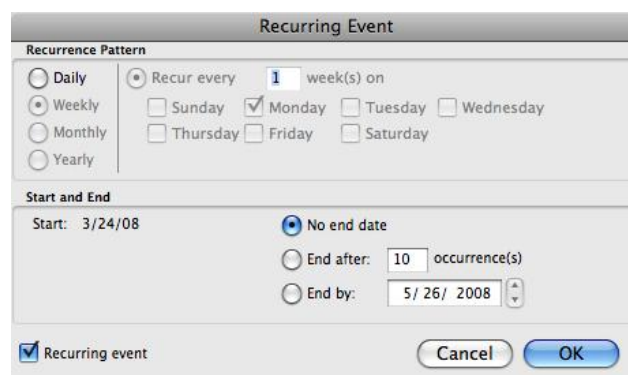 Recurring Event
Recurrence Pattern
Daily
Recur every 1 week(s) on
Weekly
Sunday Monday Tuesday Wednesday
Monthly
Thursday Friday Saturday
Yearly
Start and End
Start: 3/24/08
No end date
End after: 10 occurrence(s)
End by: 5/ 26/ 2008
Recurring event
Cancel
OK